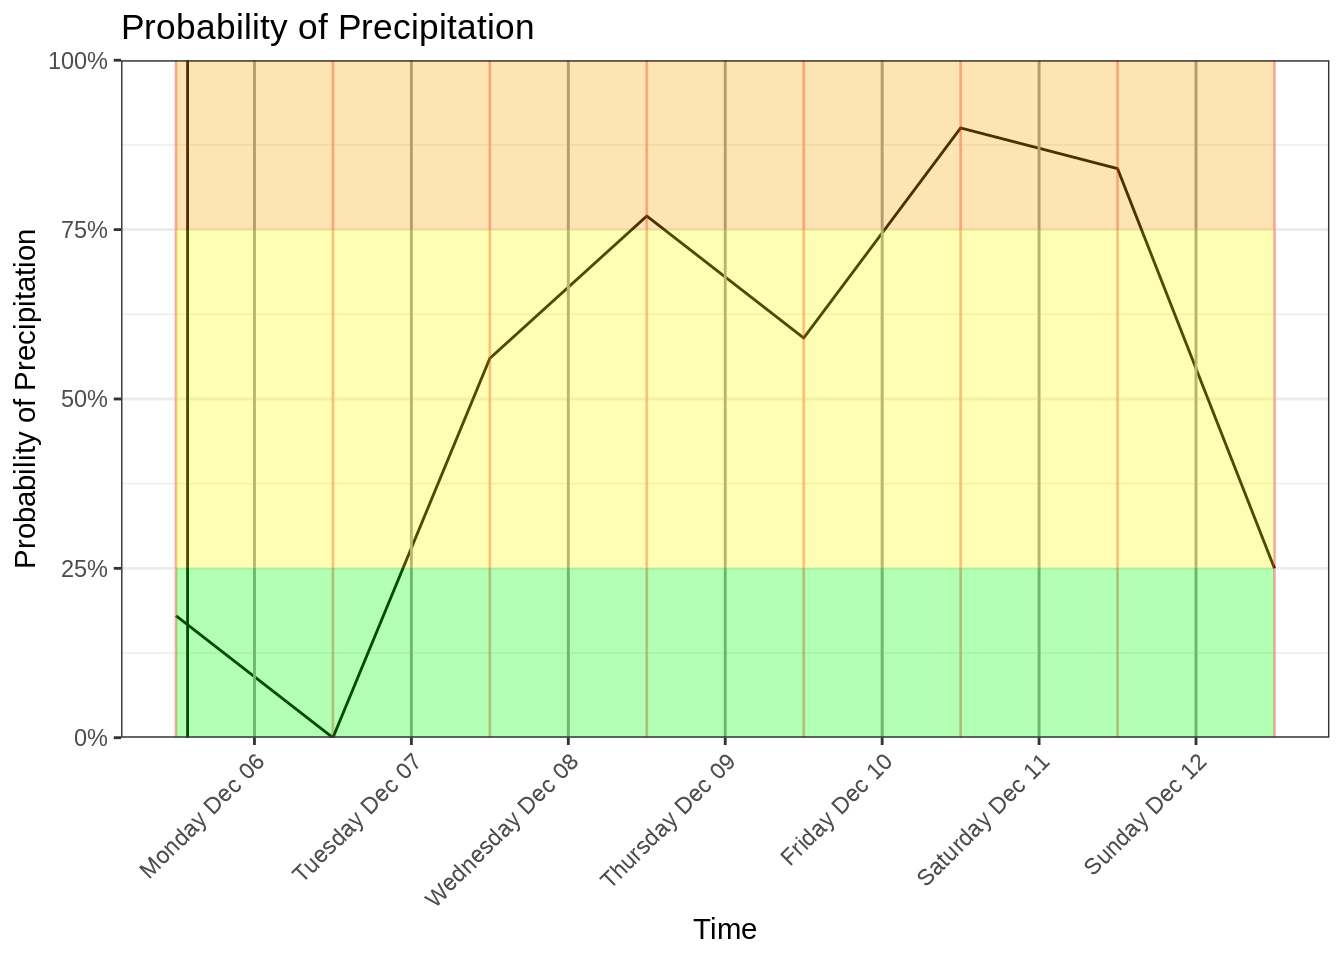 Probability of Precipitation
100%
75%
50%
25%
0%
Probability of Precipitation
Monday Dec 06
Tuesday Dec 07
Wednesday Dec 08
Thursday Dec 09
Friday Dec 10
Saturday Dec 11
Sunday Dec 12
Time